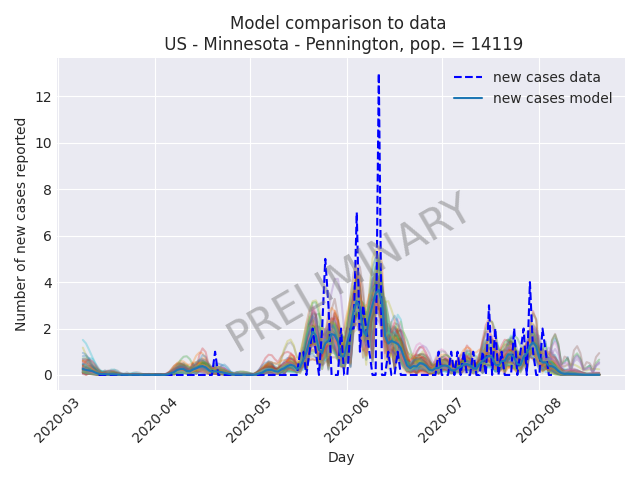 Model comparison to data
US - Minnesota - Pennington, pop. = 14119
new cases data
new cases model
Number of new cases reported
12
10
8
6
4
2
0
PRELIMINARY
2020-03
2020-04
2020-05
2020-06
2020-07
2020-08
Day